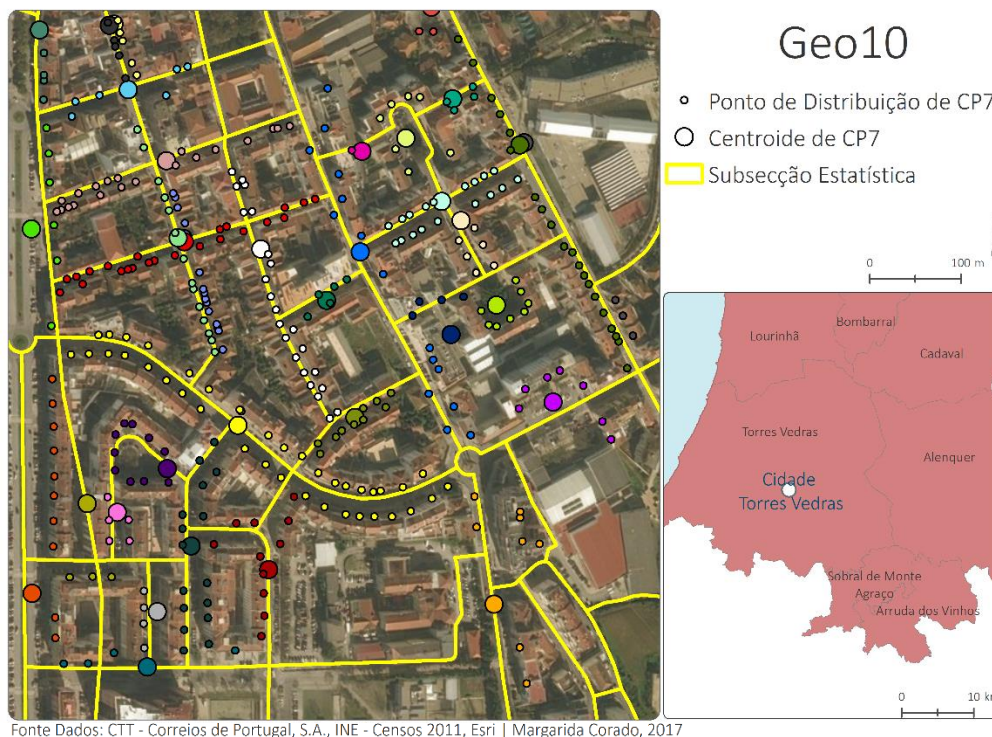 Geo10
Ponto de Distribuição de CP7
Centroide de CP7
Subsecção Estatística
0 100 m
Bombarral
Lourinhã
Cadaval
Torres Vedras
Alenquer
Cidade
Torres Vedras
Sobral de Monte
Agraço
Arruda dos Vinhos
0 10 km
Fonte Dados: CTT - Correios de Portugal, S.A., INE - Censos 2011, Esri | Margarida Corado, 2017